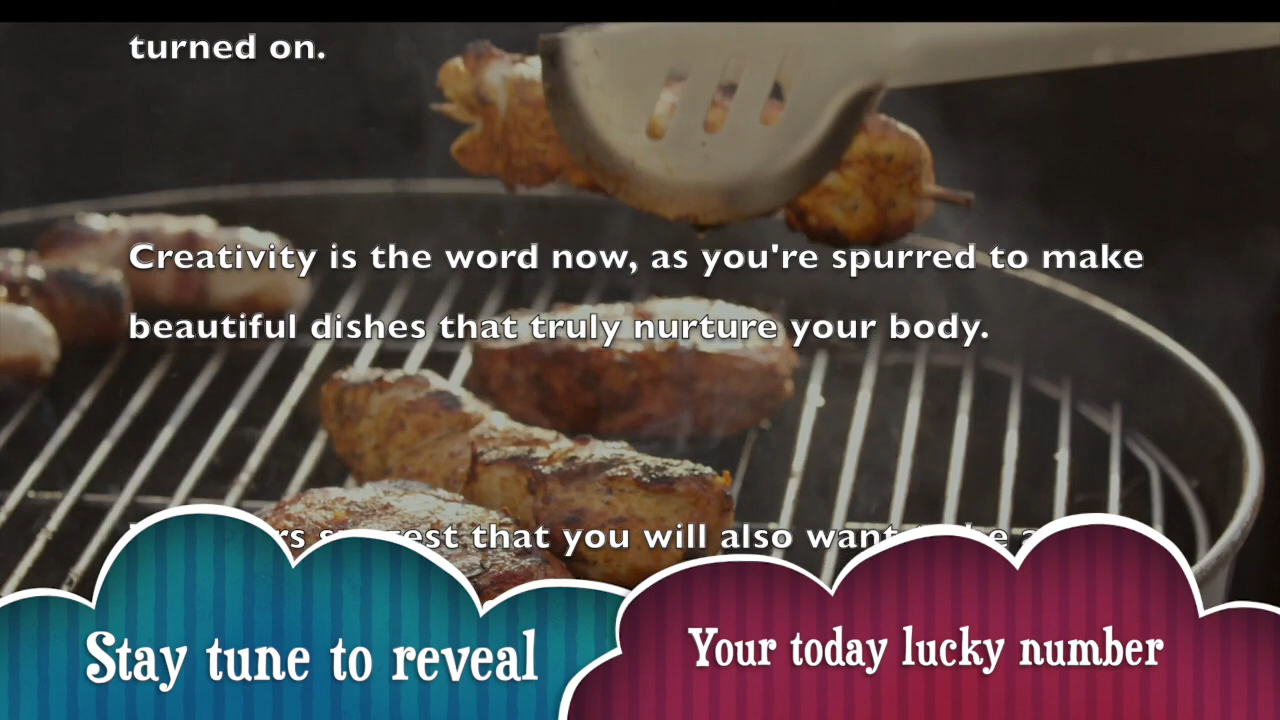 turned on.
Creativity is the word now, as you're spurred to make
beautiful dishes that truly nurture your body.
suggest that you will also want
Stay tune to reveal
Your today lucky number